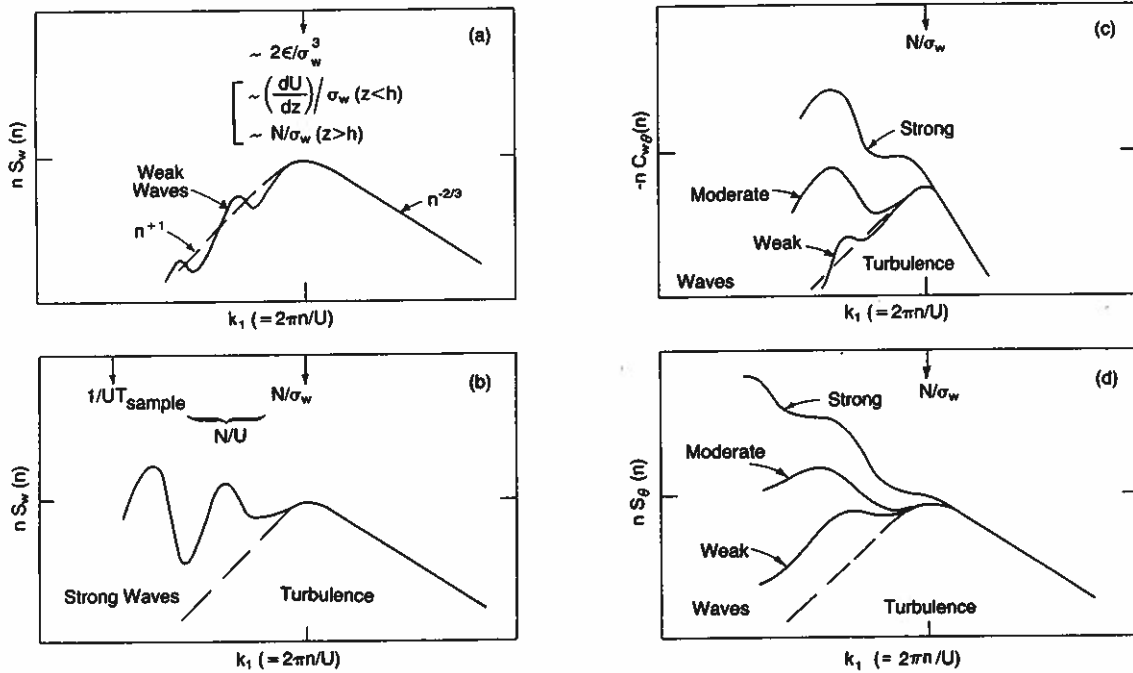 (a)
~ 2ϵ/σ_w^3
~ (dU/dz)/σ_w (z<h)
~ N/σ_w (z>h)
Weak
Waves
n^+1
n^-2/3
n S_w (n)
k_1 (= 2πn/U)
(b)
1/UT_sample
N/U
N/σ_w
n S_w (n)
Strong Waves
Turbulence
k_1 (= 2πn/U)
(c)
N/σ_w
Strong
Moderate
Weak
Waves
Turbulence
-n C_wθ(n)
k_1 (= 2πn/U)
(d)
N/σ_w
Strong
Moderate
Weak
Waves
Turbulence
n S_θ (n)
k_1 (= 2πn/U)